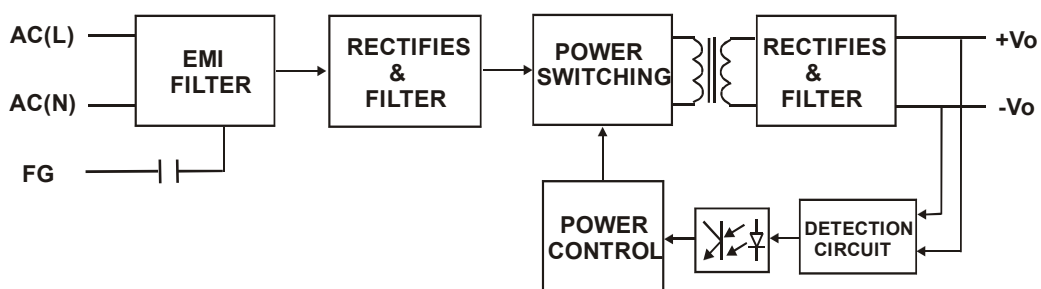 AC(L)
AC(N)
FG
EMI
FILTER
RECTIFIES
&
FILTER
POWER
SWITCHING
RECTIFIES
&
FILTER
+Vo
-Vo
POWER
CONTROL
DETECTION
CIRCUIT